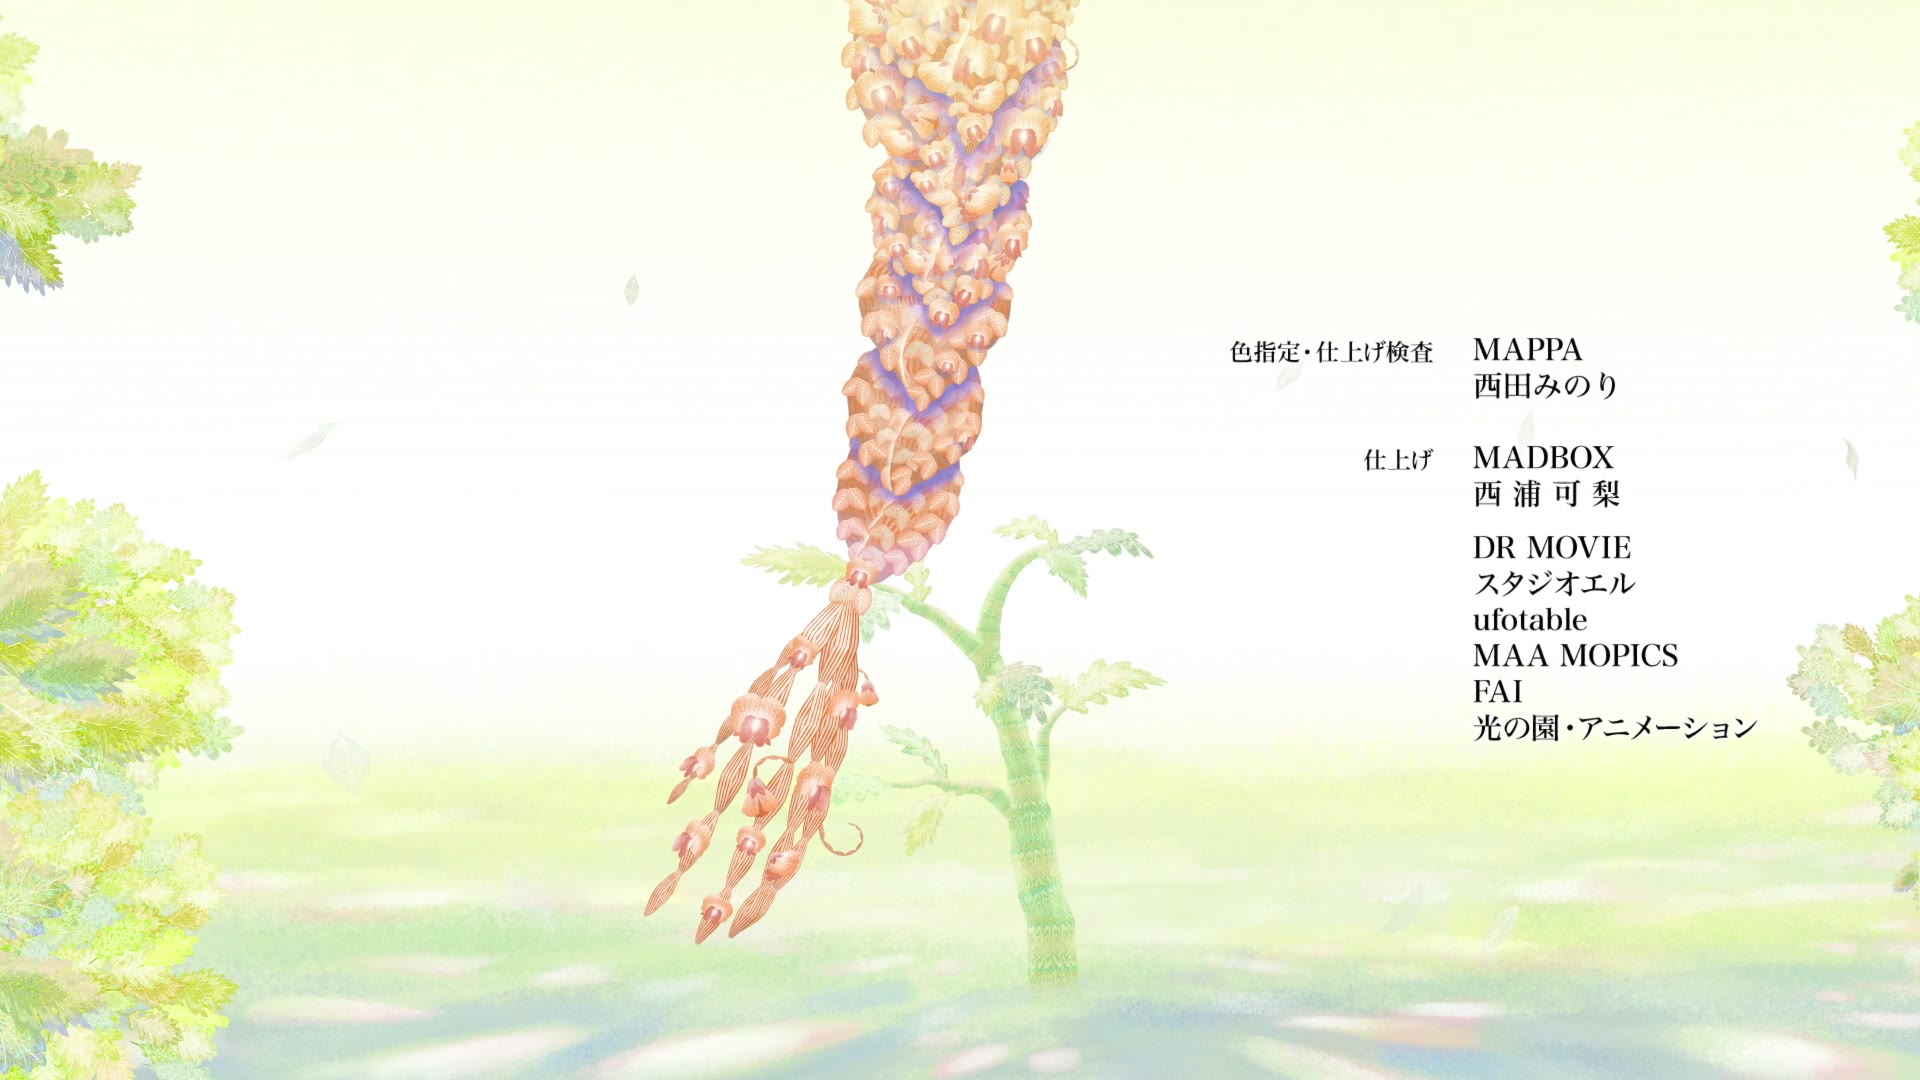 色指定・仕上げ検査 MAPPA
西田みのり
仕上げ MADBOX
西浦可梨
DR MOVIE
スタジオエル
ufotable
MAA MOPICS
FAI
光の園・アニメーション